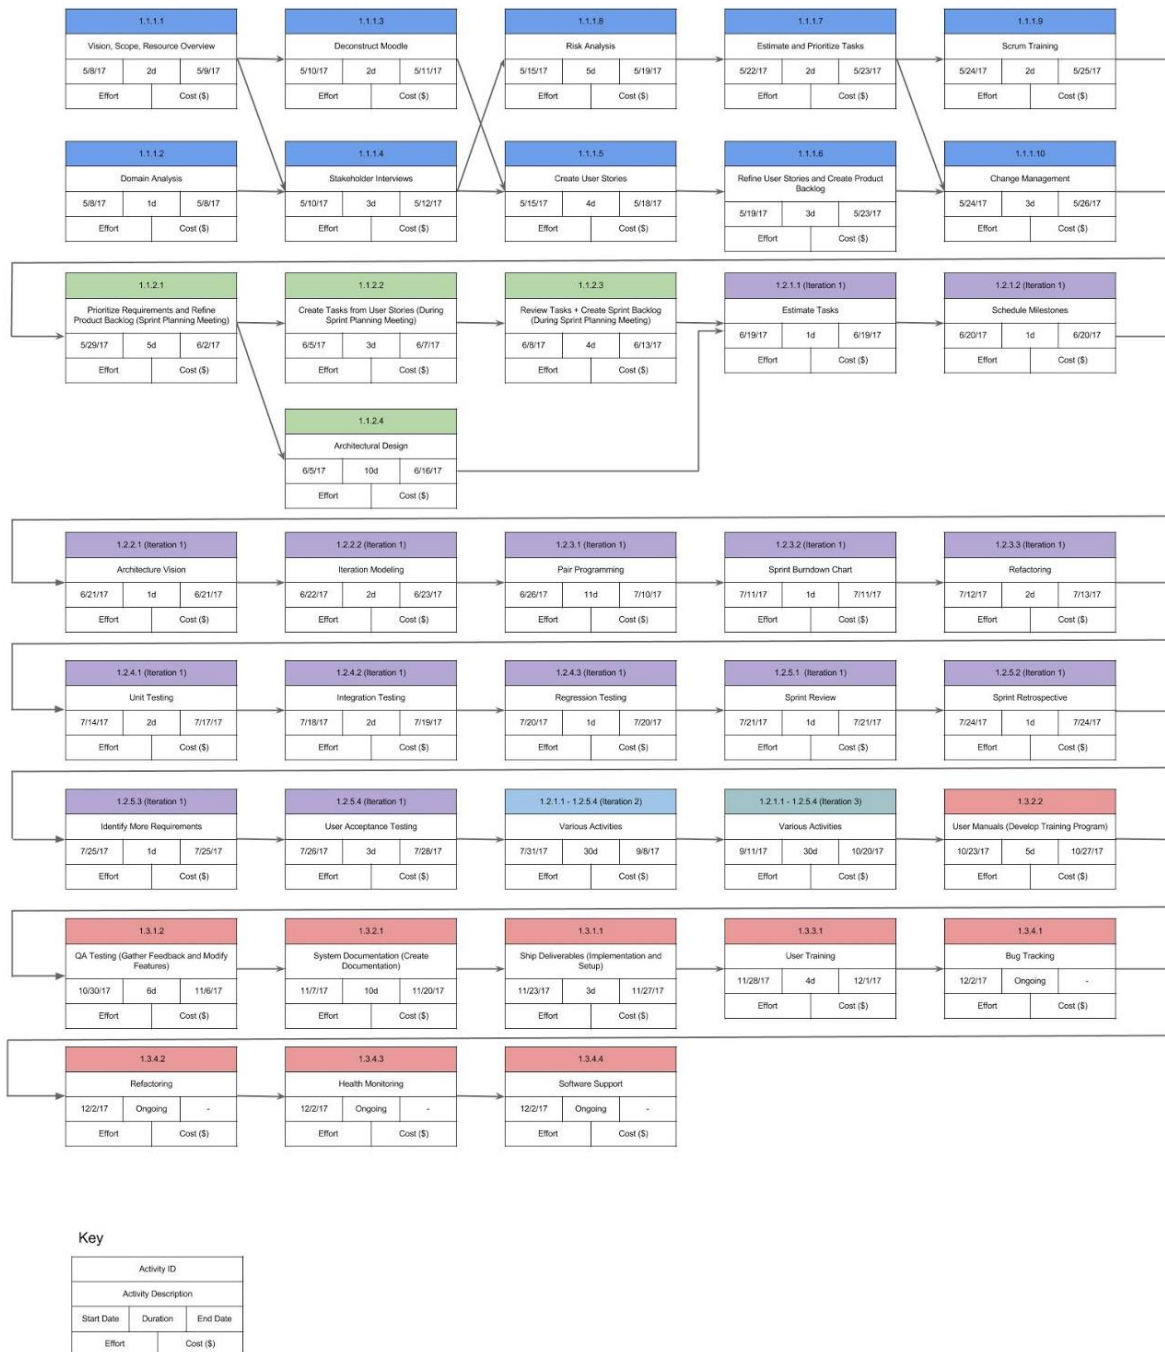 1.1.1.1
Vision, Scope, Resource Overview
5/8/17 2d 5/9/17
Effort Cost ($)
1.1.1.3
Deconstruct Moodle
5/10/17 2d 5/11/17
Effort Cost ($)
1.1.1.8
Risk Analysis
5/15/17 5d 5/19/17
Effort Cost ($)
1.1.1.7
Estimate and Prioritize Tasks
5/22/17 2d 5/23/17
Effort Cost ($)
1.1.1.9
Scrum Training
5/24/17 2d 5/25/17
Effort Cost ($)
1.1.1.2
Domain Analysis
5/8/17 1d 5/8/17
Effort Cost ($)
1.1.1.4
Stakeholder Interviews
5/10/17 3d 5/12/17
Effort Cost ($)
1.1.1.5
Create User Stories
5/15/17 4d 5/18/17
Effort Cost ($)
1.1.1.6
Refine User Stories and Create Product
Backlog
5/19/17 3d 5/23/17
Effort Cost ($)
1.1.1.10
Change Management
5/24/17 3d 5/26/17
Effort Cost ($)
1.1.2.1
Prioritize Requirements and Refine
Product Backlog (Sprint Planning Meeting)
5/29/17 5d 6/2/17
Effort Cost ($)
1.1.2.2
Create Tasks from User Stories (During
Sprint Planning Meeting)
6/5/17 3d 6/7/17
Effort Cost ($)
1.1.2.3
Review Tasks + Create Sprint Backlog
(During Sprint Planning Meeting)
6/8/17 4d 6/13/17
Effort Cost ($)
1.2.1.1 (Iteration 1)
Estimate Tasks
6/19/17 1d 6/19/17
Effort Cost ($)
1.2.1.2 (Iteration 1)
Schedule Milestones
6/20/17 1d 6/20/17
Effort Cost ($)
1.1.2.4
Architectural Design
6/5/17 10d 6/16/17
Effort Cost ($)
1.2.2.1 (Iteration 1)
Architecture Vision
6/21/17 1d 6/21/17
Effort Cost ($)
1.2.2.2 (Iteration 1)
Iteration Modeling
6/22/17 2d 6/23/17
Effort Cost ($)
1.2.3.1 (Iteration 1)
Pair Programming
6/26/17 11d 7/10/17
Effort Cost ($)
1.2.3.2 (Iteration 1)
Sprint Burndown Chart
7/11/17 1d 7/11/17
Effort Cost ($)
1.2.3.3 (Iteration 1)
Refactoring
7/12/17 2d 7/13/17
Effort Cost ($)
1.2.4.1 (Iteration 1)
Unit Testing
7/14/17 2d 7/17/17
Effort Cost ($)
1.2.4.2 (Iteration 1)
Integration Testing
7/18/17 2d 7/19/17
Effort Cost ($)
1.2.4.3 (Iteration 1)
Regression Testing
7/20/17 1d 7/20/17
Effort Cost ($)
1.2.5.1 (Iteration 1)
Sprint Review
7/21/17 1d 7/21/17
Effort Cost ($)
1.2.5.2 (Iteration 1)
Sprint Retrospective
7/24/17 1d 7/24/17
Effort Cost ($)
1.2.5.3 (Iteration 1)
Identify More Requirements
7/25/17 1d 7/25/17
Effort Cost ($)
1.2.5.4 (Iteration 1)
User Acceptance Testing
7/26/17 3d 7/28/17
Effort Cost ($)
1.2.1.1 - 1.2.5.4 (Iteration 2)
Various Activities
7/31/17 30d 9/8/17
Effort Cost ($)
1.2.1.1 - 1.2.5.4 (Iteration 3)
Various Activities
9/11/17 30d 10/20/17
Effort Cost ($)
1.3.2.2
User Manuals (Develop Training Program)
10/23/17 5d 10/27/17
Effort Cost ($)
1.3.1.2
QA Testing (Gather Feedback and Modify
Features)
10/30/17 6d 11/6/17
Effort Cost ($)
1.3.2.1
System Documentation (Create
Documentation)
11/7/17 10d 11/20/17
Effort Cost ($)
1.3.1.1
Ship Deliverables (Implementation and
Setup)
11/23/17 3d 11/27/17
Effort Cost ($)
1.3.3.1
User Training
11/28/17 4d 12/1/17
Effort Cost ($)
1.3.4.1
Bug Tracking
12/2/17 Ongoing -
Effort Cost ($)
1.3.4.2
Refactoring
12/2/17 Ongoing -
Effort Cost ($)
1.3.4.3
Health Monitoring
12/2/17 Ongoing -
Effort Cost ($)
1.3.4.4
Software Support
12/2/17 Ongoing -
Effort Cost ($)
Key
Activity ID
Activity Description
Start Date Duration End Date
Effort Cost ($)